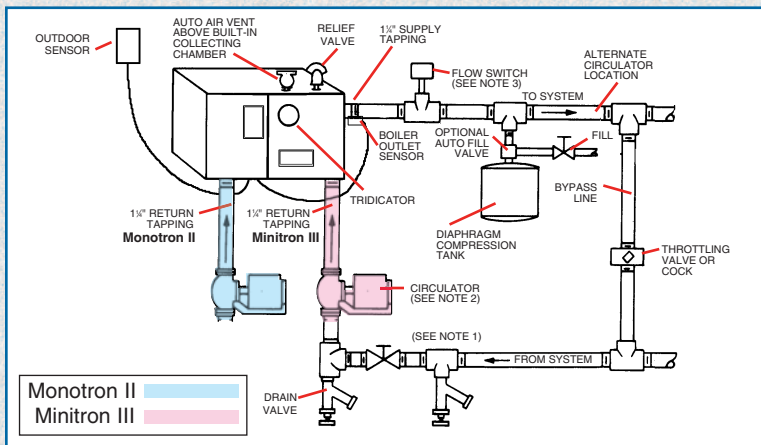 OUTDOOR
SENSOR
AUTO AIR VENT
ABOVE BUILT-IN
COLLECTING
CHAMBER
RELIEF
VALVE
1¼" SUPPLY
TAPPING
FLOW SWITCH
(SEE NOTE 3)
TO SYSTEM
ALTERNATE
CIRCULATOR
LOCATION
BOILER
OUTLET
SENSOR
OPTIONAL
AUTO FILL
VALVE
FILL
TRIDICATOR
BYPASS
LINE
1¼" RETURN
TAPPING
Monotron II
1¼" RETURN
TAPPING
Minitron III
DIAPHRAGM
COMPRESSION
TANK
THROTTLING
VALVE OR
COCK
CIRCULATOR
(SEE NOTE 2)
(SEE NOTE 1)
FROM SYSTEM
DRAIN
VALVE
Monotron II
Minitron III